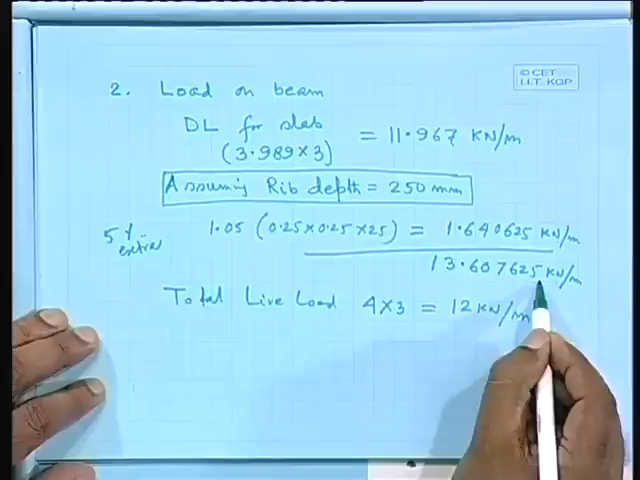 © CET
I.I.T. KGP
2. Load on beam
DL for slab
(3.989×3) = 11.967 KN/m
Assuming Rib depth = 250 mm
5% extra 1.05 (0.25×0.25×25) = 1.640625 KN/m
13.607625 KN/m
Total Live Load 4×3 = 12 KN/m